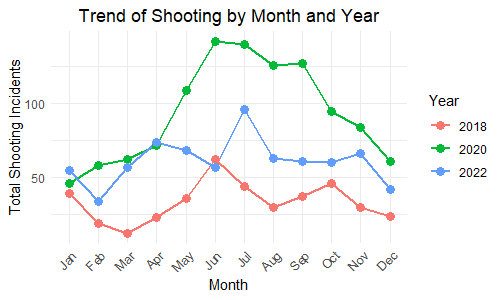 Trend of Shooting by Month and Year
Total Shooting Incidents
100
50
Jan Feb Mar Apr May Jun Jul Aug Sep Oct Nov Dec
Month
Year
2018
2020
2022